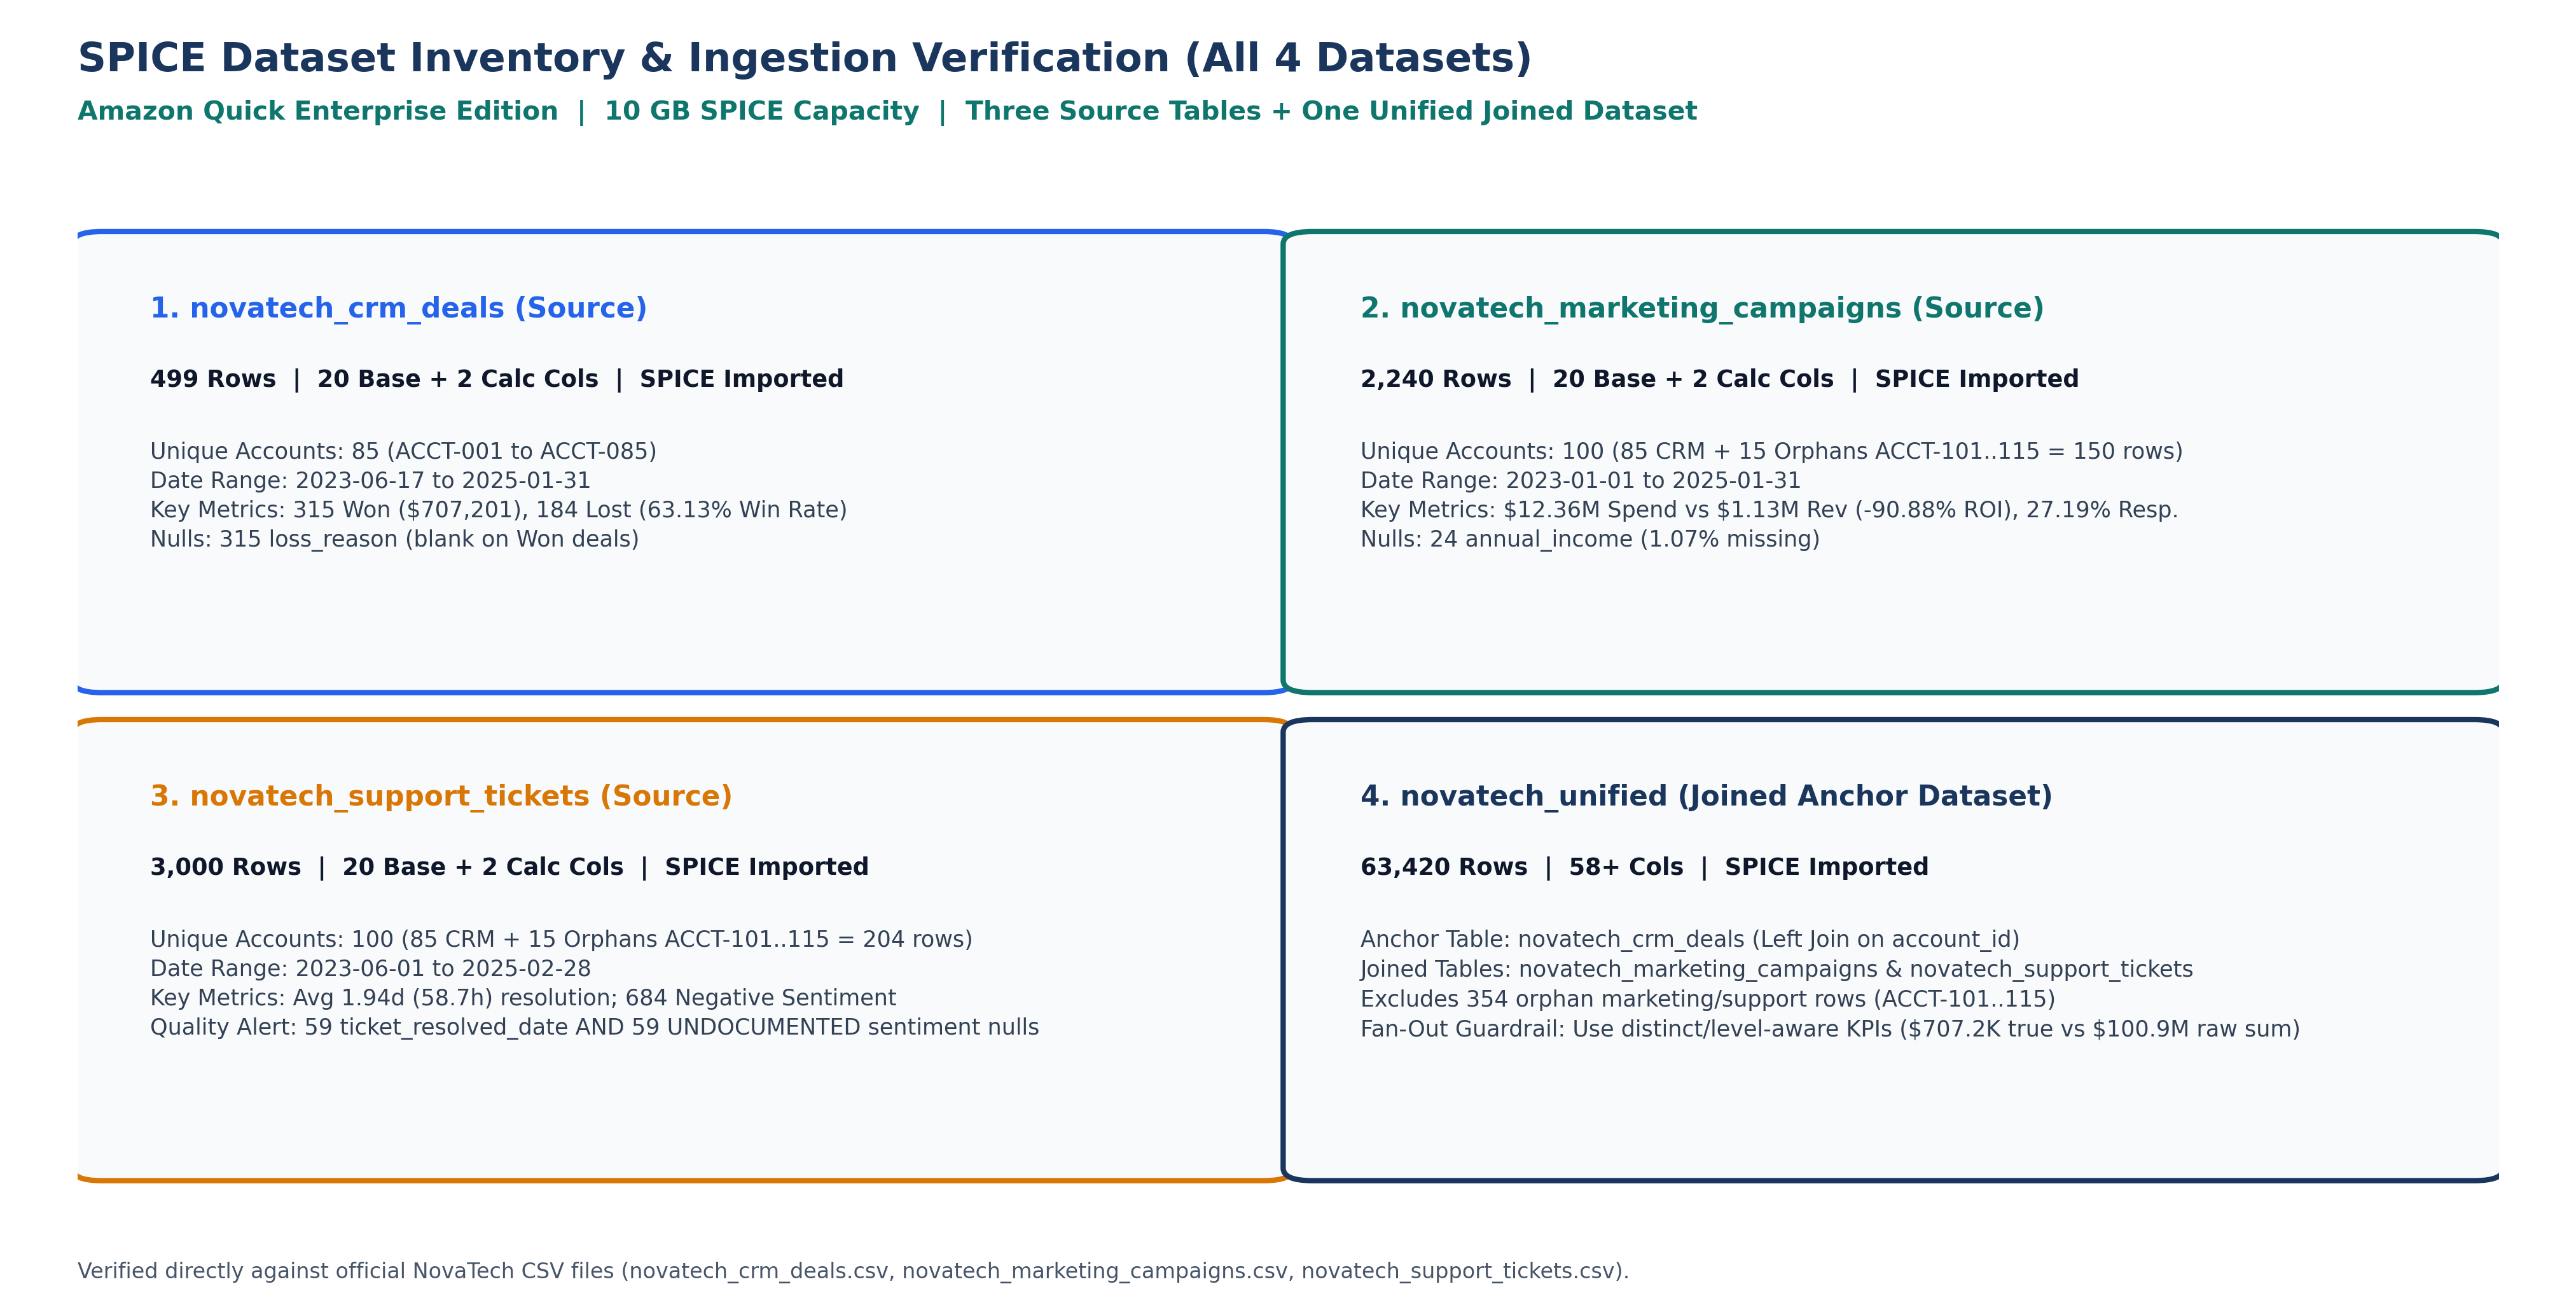 SPICE Dataset Inventory & Ingestion Verification (All 4 Datasets)
Amazon Quick Enterprise Edition | 10 GB SPICE Capacity | Three Source Tables + One Unified Joined Dataset
1. novatech_crm_deals (Source)
499 Rows | 20 Base + 2 Calc Cols | SPICE Imported
Unique Accounts: 85 (ACCT-001 to ACCT-085)
Date Range: 2023-06-17 to 2025-01-31
Key Metrics: 315 Won ($707,201), 184 Lost (63.13% Win Rate)
Nulls: 315 loss_reason (blank on Won deals)
2. novatech_marketing_campaigns (Source)
2,240 Rows | 20 Base + 2 Calc Cols | SPICE Imported
Unique Accounts: 100 (85 CRM + 15 Orphans ACCT-101..115 = 150 rows)
Date Range: 2023-01-01 to 2025-01-31
Key Metrics: $12.36M Spend vs $1.13M Rev (-90.88% ROI), 27.19% Resp.
Nulls: 24 annual_income (1.07% missing)
3. novatech_support_tickets (Source)
3,000 Rows | 20 Base + 2 Calc Cols | SPICE Imported
Unique Accounts: 100 (85 CRM + 15 Orphans ACCT-101..115 = 204 rows)
Date Range: 2023-06-01 to 2025-02-28
Key Metrics: Avg 1.94d (58.7h) resolution; 684 Negative Sentiment
Quality Alert: 59 ticket_resolved_date AND 59 UNDOCUMENTED sentiment nulls
4. novatech_unified (Joined Anchor Dataset)
63,420 Rows | 58+ Cols | SPICE Imported
Anchor Table: novatech_crm_deals (Left Join on account_id)
Joined Tables: novatech_marketing_campaigns & novatech_support_tickets
Excludes 354 orphan marketing/support rows (ACCT-101..115)
Fan-Out Guardrail: Use distinct/level-aware KPIs ($707.2K true vs $100.9M raw sum)
Verified directly against official NovaTech CSV files (novatech_crm_deals.csv, novatech_marketing_campaigns.csv, novatech_support_tickets.csv).